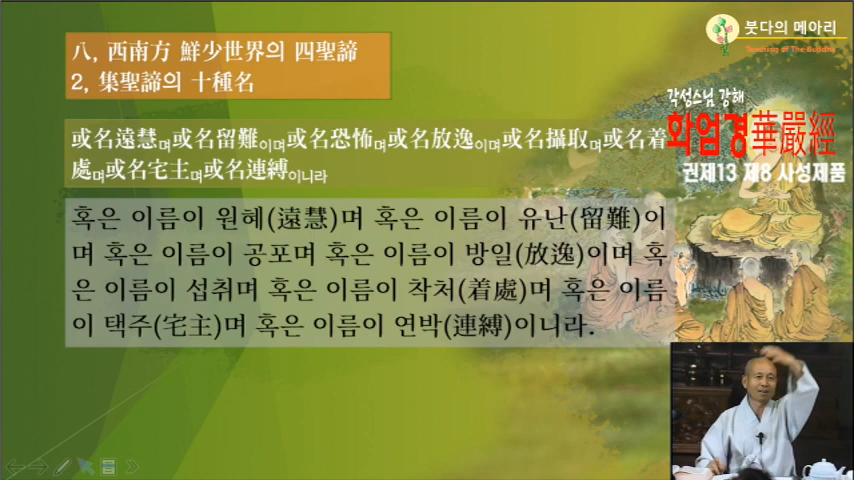 八, 西南方 鮮少世界의 四聖諦
2, 集聖諦의 十種名
或名遠慧며或名留難이며或名恐怖며或名放逸이며或名攝取며或名着
處며或名宅主며或名連縛이니라
혹은 이름이 원혜(遠慧)며 혹은 이름이 유난(留難)이
며 혹은 이름이 공포며 혹은 이름이 방일(放逸)이며 혹
은 이름이 섭취며 혹은 이름이 착처(着處)며 혹은 이름
이 택주(宅主)며 혹은 이름이 연박(連縛)이니라.
붓다의 메아리
Teaching of The Buddha
각성스님 강해
화엄경華嚴經
권제13 제8 사성제품